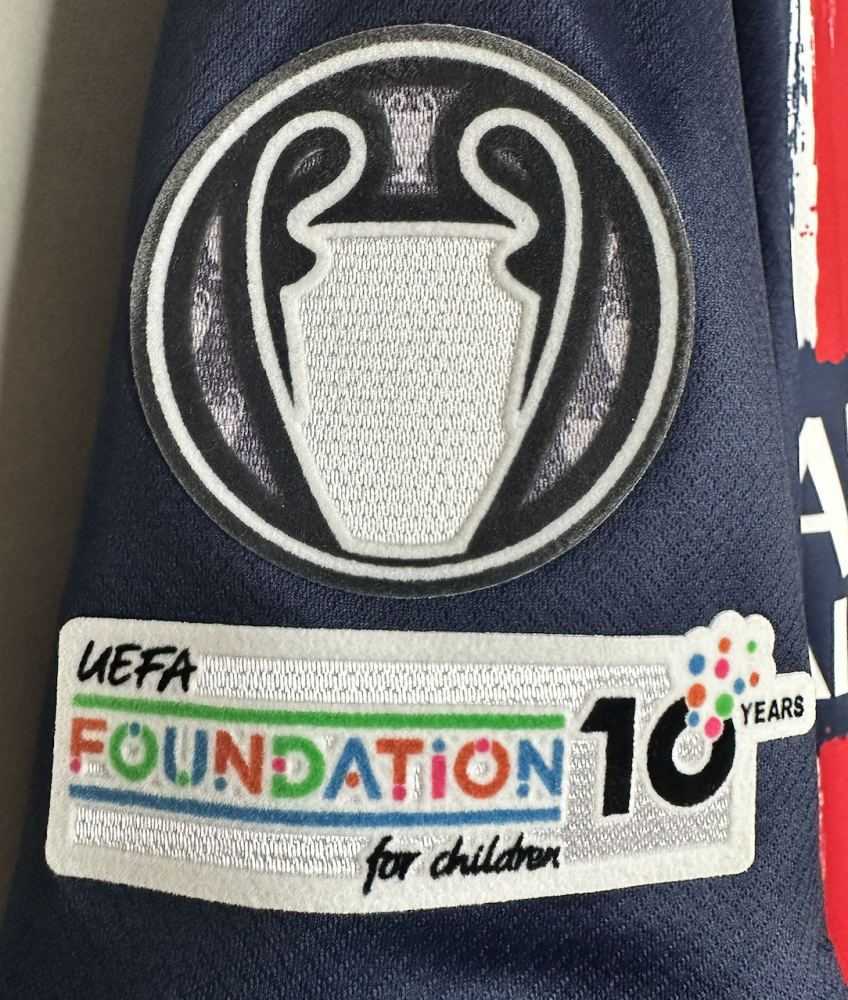 UEFA
FOUNDATION
10 YEARS
for children